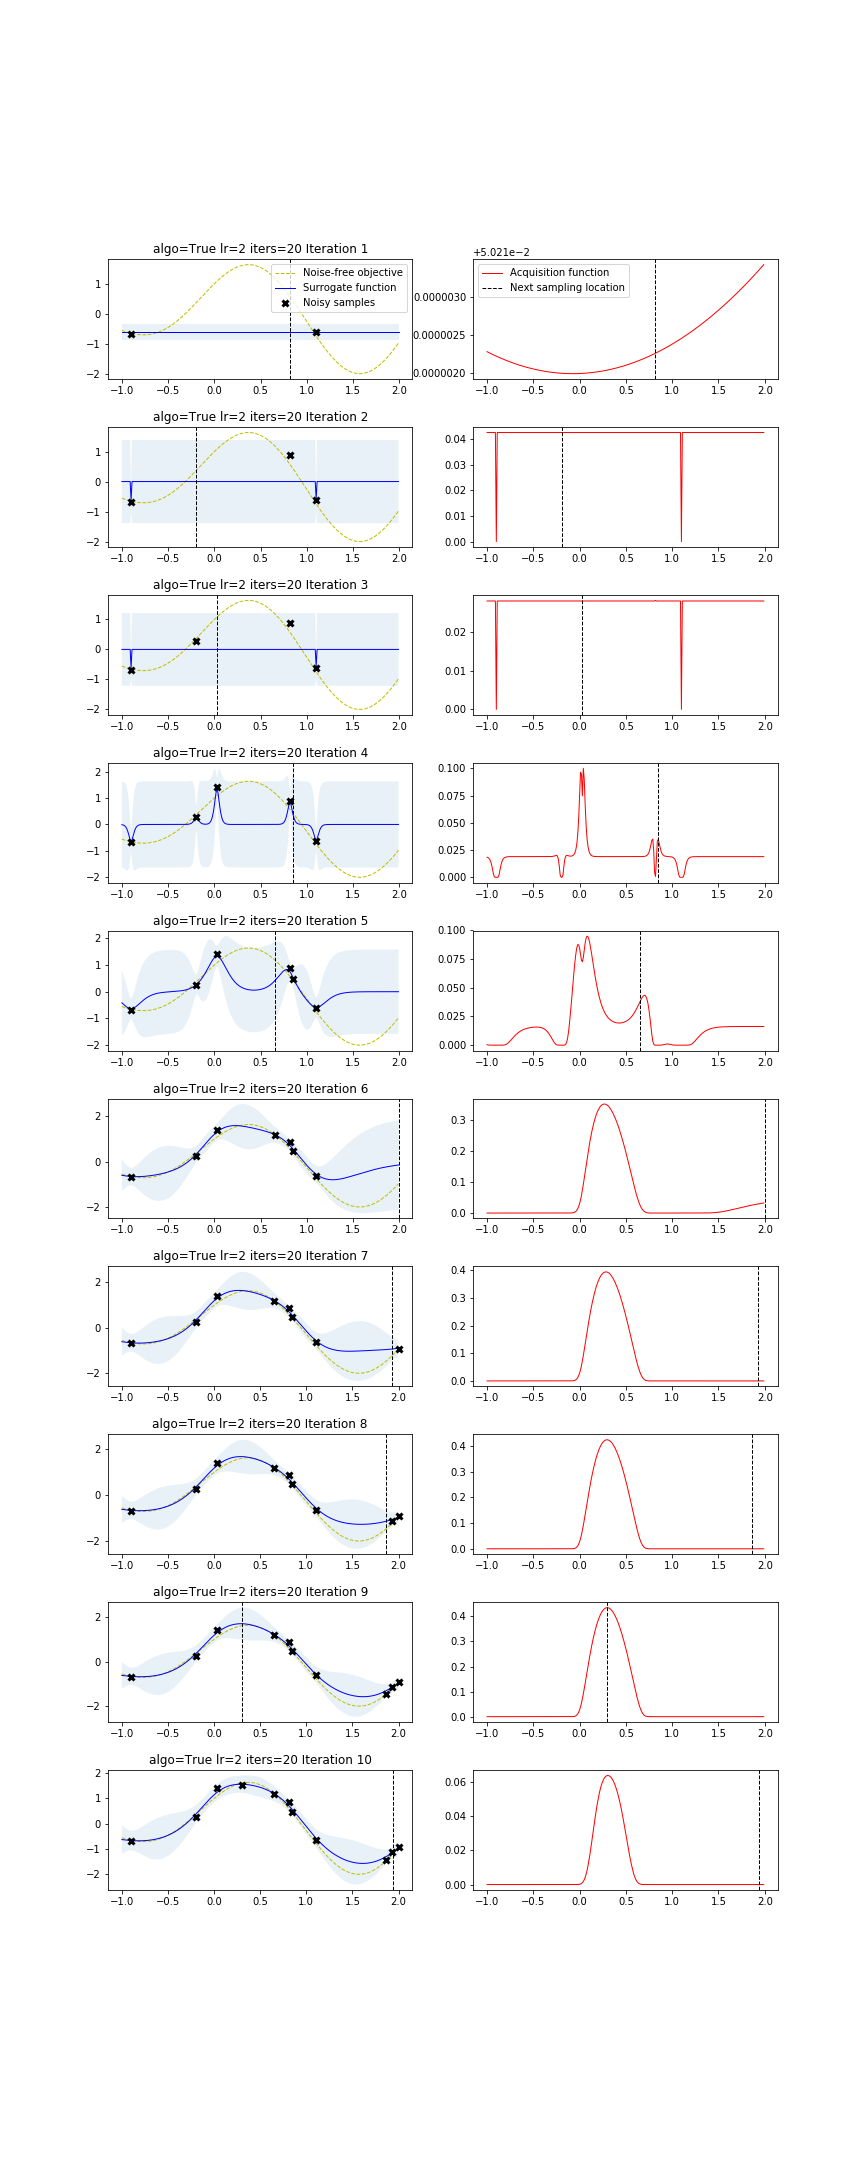 algo=True lr=2 iters=20 Iteration 1
+5.021e−2
Noise-free objective
Surrogate function
Noisy samples
Acquisition function
Next sampling location
1
0
−1
−2
0.0000030
0.0000025
0.0000020
−1.0 −0.5 0.0 0.5 1.0 1.5 2.0
−1.0 −0.5 0.0 0.5 1.0 1.5 2.0
algo=True lr=2 iters=20 Iteration 2
1
0
−1
−2
0.04
0.03
0.02
0.01
0.00
−1.0 −0.5 0.0 0.5 1.0 1.5 2.0
−1.0 −0.5 0.0 0.5 1.0 1.5 2.0
algo=True lr=2 iters=20 Iteration 3
1
0
−1
−2
0.02
0.01
0.00
−1.0 −0.5 0.0 0.5 1.0 1.5 2.0
−1.0 −0.5 0.0 0.5 1.0 1.5 2.0
algo=True lr=2 iters=20 Iteration 4
2
1
0
−1
−2
0.100
0.075
0.050
0.025
0.000
−1.0 −0.5 0.0 0.5 1.0 1.5 2.0
−1.0 −0.5 0.0 0.5 1.0 1.5 2.0
algo=True lr=2 iters=20 Iteration 5
2
1
0
−1
−2
0.100
0.075
0.050
0.025
0.000
−1.0 −0.5 0.0 0.5 1.0 1.5 2.0
−1.0 −0.5 0.0 0.5 1.0 1.5 2.0
algo=True lr=2 iters=20 Iteration 6
2
0
−2
0.3
0.2
0.1
0.0
−1.0 −0.5 0.0 0.5 1.0 1.5 2.0
−1.0 −0.5 0.0 0.5 1.0 1.5 2.0
algo=True lr=2 iters=20 Iteration 7
2
0
−2
0.4
0.3
0.2
0.1
0.0
−1.0 −0.5 0.0 0.5 1.0 1.5 2.0
−1.0 −0.5 0.0 0.5 1.0 1.5 2.0
algo=True lr=2 iters=20 Iteration 8
2
0
−2
0.4
0.3
0.2
0.1
0.0
−1.0 −0.5 0.0 0.5 1.0 1.5 2.0
−1.0 −0.5 0.0 0.5 1.0 1.5 2.0
algo=True lr=2 iters=20 Iteration 9
2
0
−2
0.4
0.3
0.2
0.1
0.0
−1.0 −0.5 0.0 0.5 1.0 1.5 2.0
−1.0 −0.5 0.0 0.5 1.0 1.5 2.0
algo=True lr=2 iters=20 Iteration 10
2
1
0
−1
−2
0.06
0.04
0.02
0.00
−1.0 −0.5 0.0 0.5 1.0 1.5 2.0
−1.0 −0.5 0.0 0.5 1.0 1.5 2.0